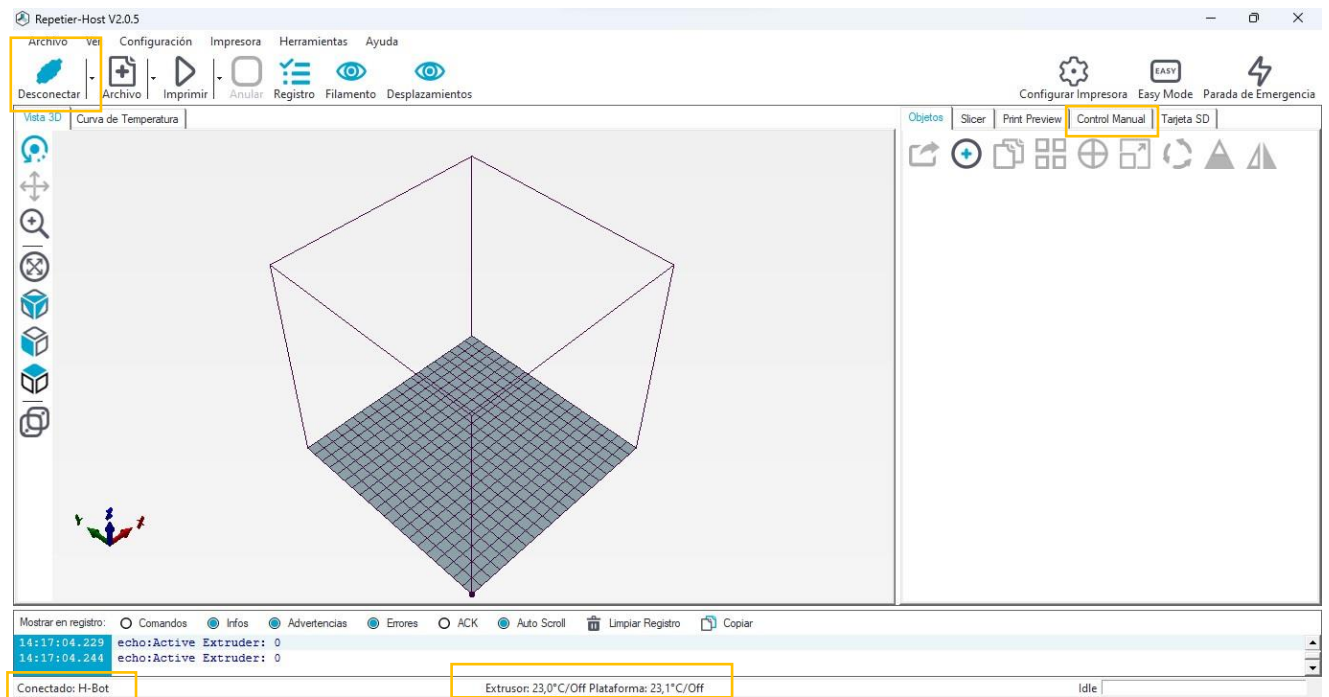 Repetier-Host V2.0.5
Archivo Ver Configuración Impresora Herramientas Ayuda
Desconectar Archivo Imprimir Anular Registro Filamento Desplazamientos Configurar Impresora EASY Easy Mode Parada de Emergencia
Vista 3D Curva de Temperatura Objetos Slicer Print Preview Control Manual Tarjeta SD
Y Z X
Mostrar en registro: Comandos Infos Advertencias Errores ACK Auto Scroll Limpiar Registro Copiar
14:17:04.229 echo:Active Extruder: 0
14:17:04.244 echo:Active Extruder: 0
Conectado: H-Bot Extrusor: 23,0°C/Off Plataforma: 23,1°C/Off Idle